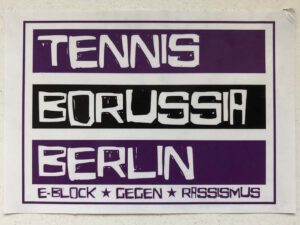 TENNIS
BORUSSIA
BERLIN
E-BLOCK ★ GEGEN ★ RASSISMUS